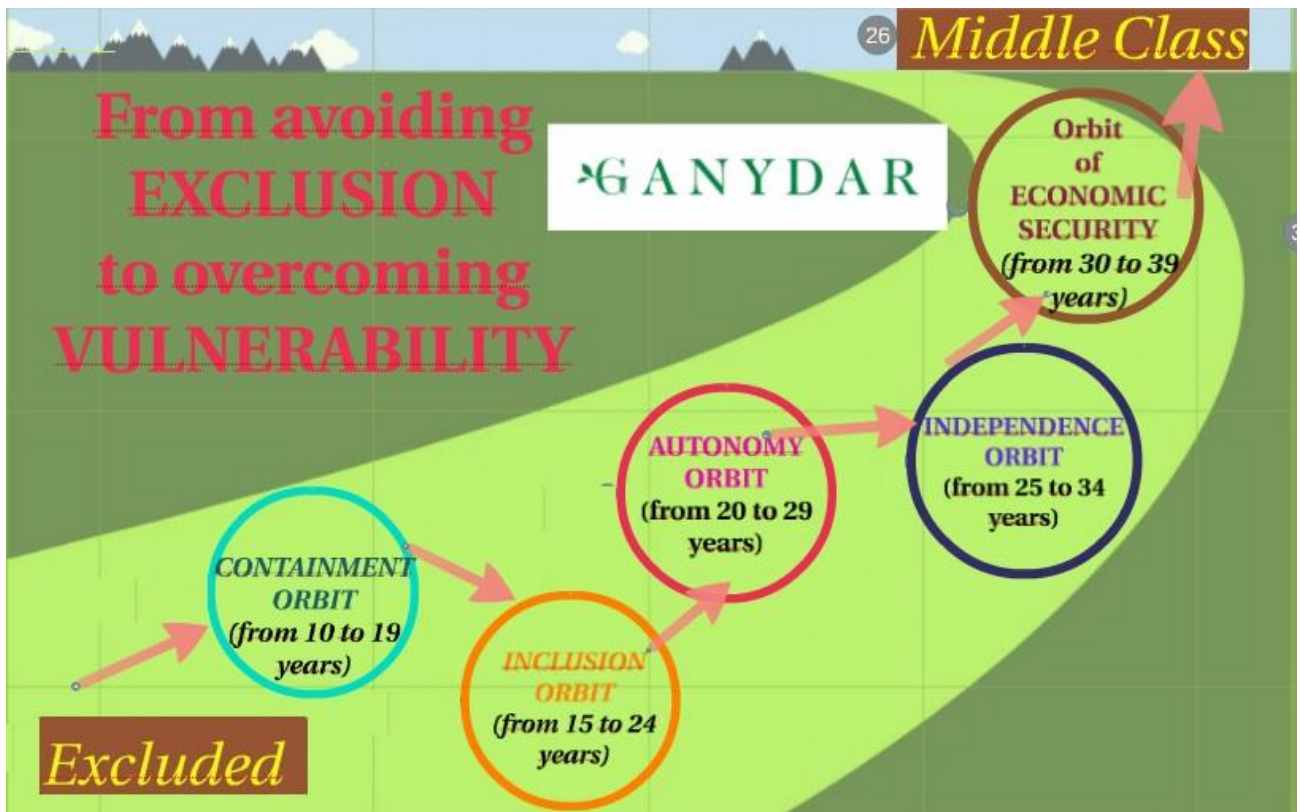 26
Middle Class
From avoiding
EXCLUSION
to overcoming
VULNERABILITY
GANYDAR
Orbit
of
ECONOMIC
SECURITY
(from 30 to 39
years)
3
AUTONOMY
ORBIT
(from 20 to 29
years)
INDEPENDENCE
ORBIT
(from 25 to 34
years)
CONTAINMENT
ORBIT
(from 10 to 19
years)
INCLUSION
ORBIT
(from 15 to 24
years)
Excluded